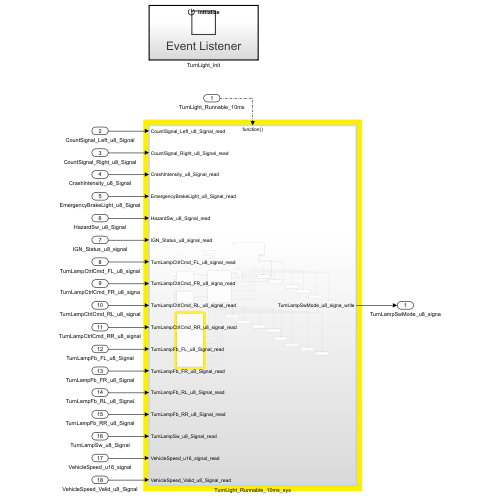 Initialize
Event Listener
TurnLight_Init
1
TurnLight_Runnable_10ms
function()
2
CountSignal_Left_u8_Signal_read
CountSignal_Left_u8_Signal
3
CountSignal_Right_u8_Signal_read
CountSignal_Right_u8_Signal
4
CrashIntensity_u8_Signal_read
CrashIntensity_u8_Signal
5
EmergencyBrakeLight_u8_Signal_read
EmergencyBrakeLight_u8_Signal
6
HazardSw_u8_Signal_read
HazardSw_u8_Signal
7
IGN_Status_u8_signal_read
IGN_Status_u8_signal
8
TurnLampCtrlCmd_FL_u8_signal_read
TurnLampCtrlCmd_FL_u8_signal
9
TurnLampCtrlCmd_FR_u8_signa_read
TurnLampCtrlCmd_FR_u8_signa
10
TurnLampCtrlCmd_RL_u8_signal_read
TurnLampSwMode_u8_signa_write
1
TurnLampCtrlCmd_RL_u8_signal
TurnLampSwMode_u8_signa
11
TurnLampCtrlCmd_RR_u8_signal_read
TurnLampCtrlCmd_RR_u8_signal
12
TurnLampFb_FL_u8_Signal_read
TurnLampFb_FL_u8_Signal
13
TurnLampFb_FR_u8_Signal_read
TurnLampFb_FR_u8_Signal
14
TurnLampFb_RL_u8_Signal_read
TurnLampFb_RL_u8_Signal
15
TurnLampFb_RR_u8_Signal_read
TurnLampFb_RR_u8_Signal
16
TurnLampSw_u8_Signal_read
TurnLampSw_u8_Signal
17
VehicleSpeed_u16_signal_read
VehicleSpeed_u16_signal
18
VehicleSpeed_Valid_u8_Signal_read
VehicleSpeed_Valid_u8_Signal
TurnLight_Runnable_10ms_sys